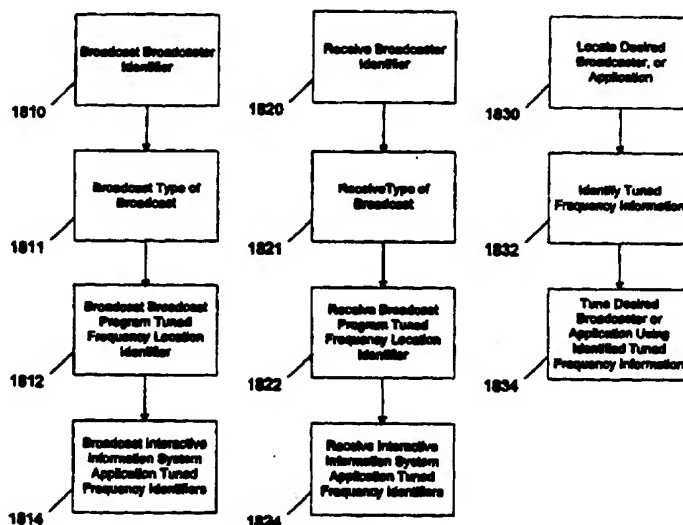 Broadcast Broadcaster
Identifier
1810
Broadcast Type of
Broadcast
1811
Broadcast Broadcast
Program Tuned
Frequency Location
Identifier
1812
Broadcast Interactive
Information System
Application Tuned
Frequency Identifiers
1814
Receive Broadcaster
Identifier
1820
ReceiveType of
Broadcast
1821
Receive Broadcast
Program Tuned
Frequency Location
Identifier
1822
Receive Interactive
Information System
Application Tuned
Frequency Identifiers
1824
Locate Desired
Broadcaster, or
Application
1830
Identify Tuned
Frequency Information
1832
Tune Desired
Broadcaster or
Application Using
Identified Tuned
Frequency Information
1834